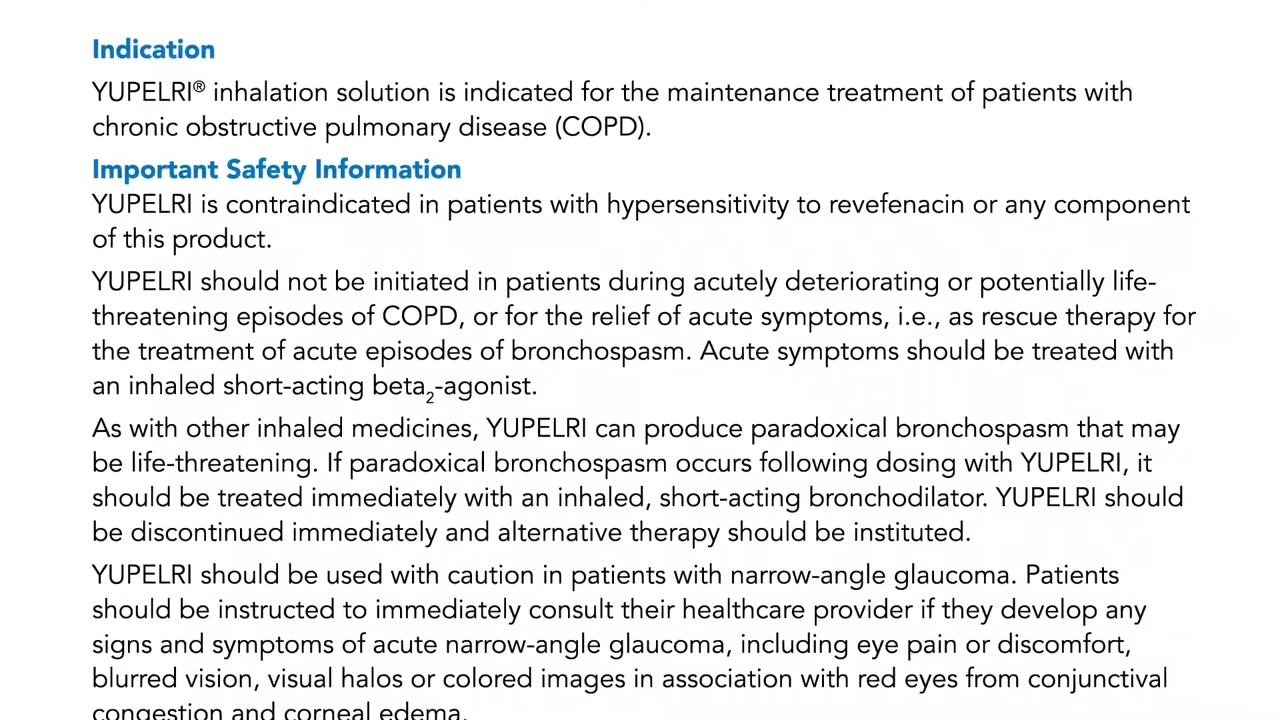 Indication
YUPELRI® inhalation solution is indicated for the maintenance treatment of patients with
chronic obstructive pulmonary disease (COPD).
Important Safety Information
YUPELRI is contraindicated in patients with hypersensitivity to revefenacin or any component
of this product.
YUPELRI should not be initiated in patients during acutely deteriorating or potentially life-
threatening episodes of COPD, or for the relief of acute symptoms, i.e., as rescue therapy for
the treatment of acute episodes of bronchospasm. Acute symptoms should be treated with
an inhaled short-acting beta₂-agonist.
As with other inhaled medicines, YUPELRI can produce paradoxical bronchospasm that may
be life-threatening. If paradoxical bronchospasm occurs following dosing with YUPELRI, it
should be treated immediately with an inhaled, short-acting bronchodilator. YUPELRI should
be discontinued immediately and alternative therapy should be instituted.
YUPELRI should be used with caution in patients with narrow-angle glaucoma. Patients
should be instructed to immediately consult their healthcare provider if they develop any
signs and symptoms of acute narrow-angle glaucoma, including eye pain or discomfort,
blurred vision, visual halos or colored images in association with red eyes from conjunctival
congestion and corneal edema.